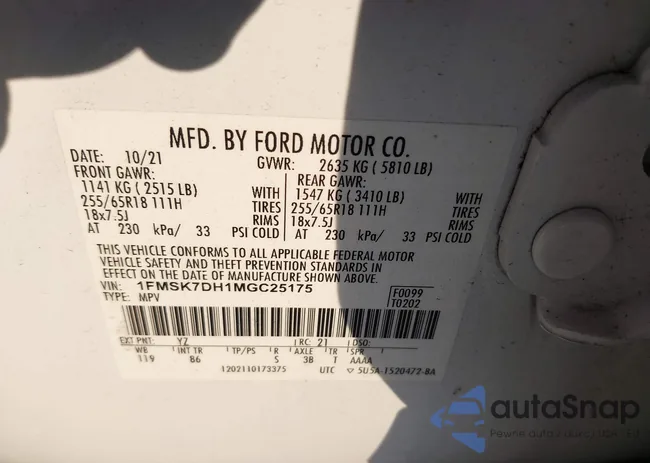 MFD. BY FORD MOTOR CO.
DATE: 10/21 GVWR: 2635 KG ( 5810 LB)
FRONT GAWR: REAR GAWR:
1141 KG ( 2515 LB) WITH 1547 KG ( 3410 LB) WITH
255/65R18 111H TIRES 255/65R18 111H TIRES
18x7.5J RIMS 18x7.5J RIMS
AT 230 kPa/ 33 PSI COLD AT 230 kPa/ 33 PSI COLD
THIS VEHICLE CONFORMS TO ALL APPLICABLE FEDERAL MOTOR
VEHICLE SAFETY AND THEFT PREVENTION STANDARDS IN
EFFECT ON THE DATE OF MANUFACTURE SHOWN ABOVE.
VIN: 1FMSK7DH1MGC25175 F0099
TYPE: MPV T0202
EXT PNT: YZ RC: 21 DSO:
WB INT TR TP/PS R AXLE TR SPR
119 B6 S 3B T AAAA
1202110173375 UTC 5U5A-1520472-BA
autaSnap